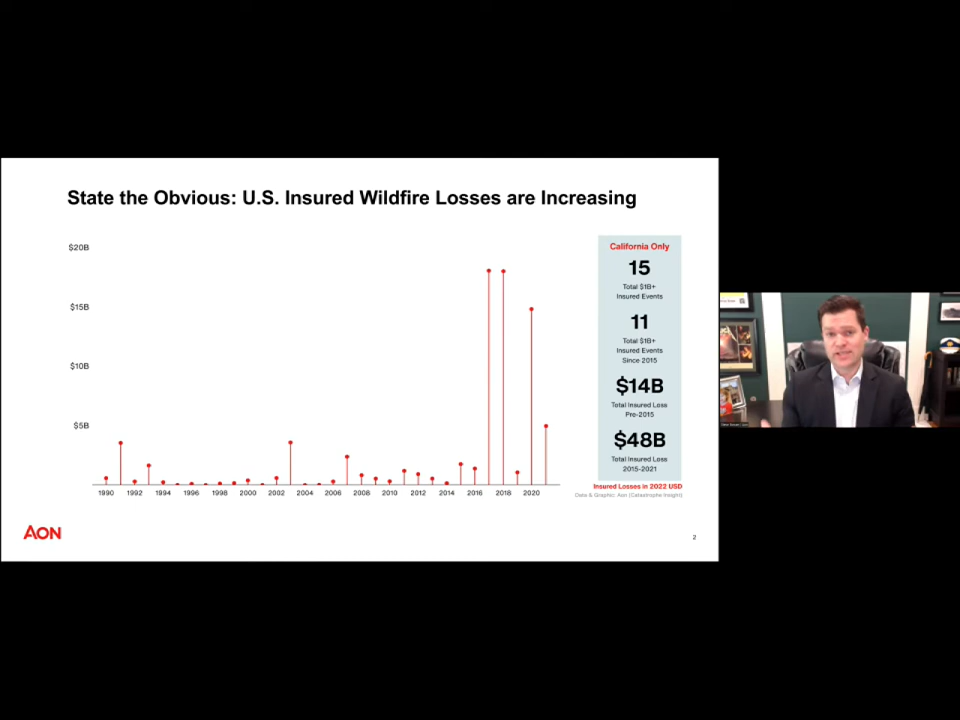 State the Obvious: U.S. Insured Wildfire Losses are Increasing
$20B
$15B
$10B
$5B
1990 1992 1994 1996 1998 2000 2002 2004 2006 2008 2010 2012 2014 2016 2018 2020
California Only
15
Total $1B+
Insured Events
11
Total $1B+
Insured Events
Since 2015
$14B
Total Insured Loss
Pre-2015
$48B
Total Insured Loss
2015-2021
Insured Losses in 2022 USD
Data & Graphic: Aon (Catastrophe Insight)
AON
2